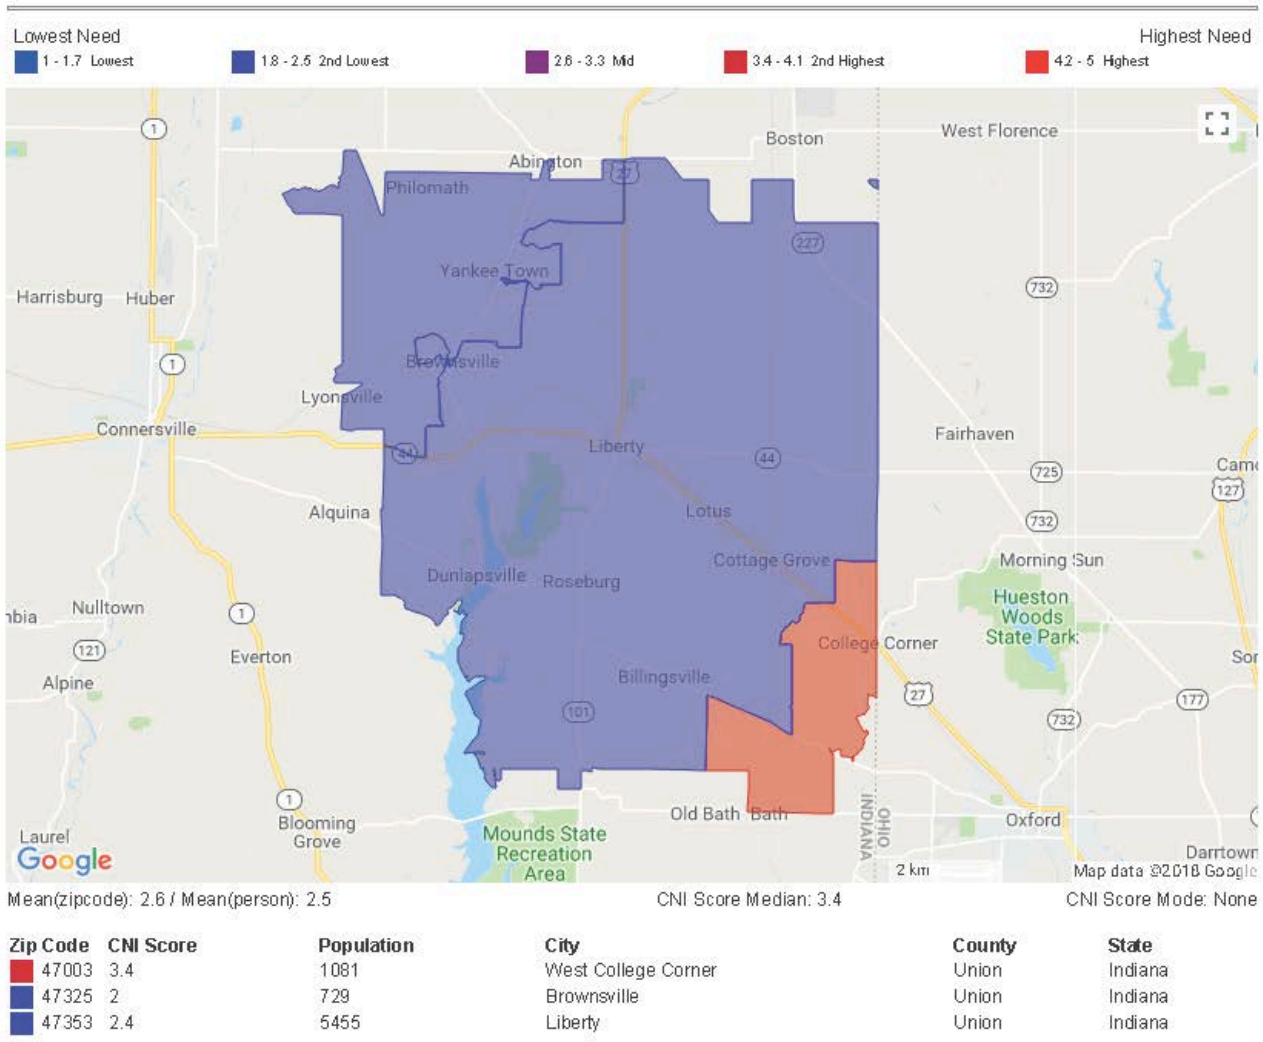 Lowest Need Highest Need
1 - 1.7 Lowest 1.8 - 2.5 2nd Lowest 2.6 - 3.3 Mid 3.4 - 4.1 2nd Highest 4.2 - 5 Highest
1
Boston West Florence
Abington
27
Philomath
227
Yankee Town
732
Harrisburg Huber
1
Brownsville
Lyonsville
Connersville
Fairhaven
44 Liberty 44
725
Camd
127
Alquina Lotus
732
Cottage Grove Morning Sun
Dunlapsville Roseburg
Hueston
Woods
State Park
nbia Nulltown 1
College Corner
121 Everton Sor
Alpine Billingsville
27 177
101 732
1
Old Bath Bath Oxford
Blooming
Grove
OHIO
INDIANA
Laurel
Mounds State
Recreation
Area
Darrtown
Google 2 km Map data ©2018 Google
Mean(zipcode): 2.6 / Mean(person): 2.5 CNI Score Median: 3.4 CNI Score Mode: None
Zip Code CNI Score Population City County State
47003 3.4 1081 West College Corner Union Indiana
47325 2 729 Brownsville Union Indiana
47353 2.4 5455 Liberty Union Indiana